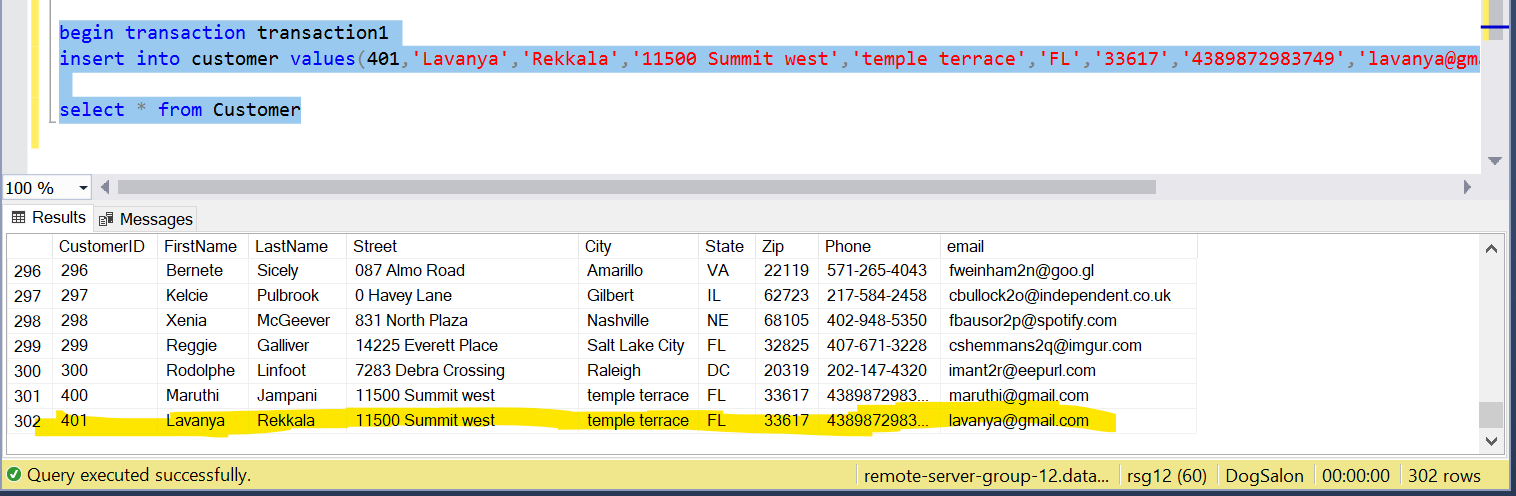 begin transaction transaction1
insert into customer values(401,'Lavanya','Rekkala','11500 Summit west','temple terrace','FL','33617','4389872983749','lavanya@gm
select * from Customer
100 %
Results Messages
CustomerID FirstName LastName Street City State Zip Phone email
296 296 Bernete Sicely 087 Almo Road Amarillo VA 22119 571-265-4043 fweinham2n@goo.gl
297 297 Kelcie Pulbrook 0 Havey Lane Gilbert IL 62723 217-584-2458 cbullock2o@independent.co.uk
298 298 Xenia McGeever 831 North Plaza Nashville NE 68105 402-948-5350 fbausor2p@spotify.com
299 299 Reggie Galliver 14225 Everett Place Salt Lake City FL 32825 407-671-3228 cshemmans2q@imgur.com
300 300 Rodolphe Linfoot 7283 Debra Crossing Raleigh DC 20319 202-147-4320 imant2r@eepurl.com
301 400 Maruthi Jampani 11500 Summit west temple terrace FL 33617 4389872983... maruthi@gmail.com
302 401 Lavanya Rekkala 11500 Summit west temple terrace FL 33617 4389872983... lavanya@gmail.com
Query executed successfully. remote-server-group-12.data... rsg12 (60) DogSalon 00:00:00 302 rows